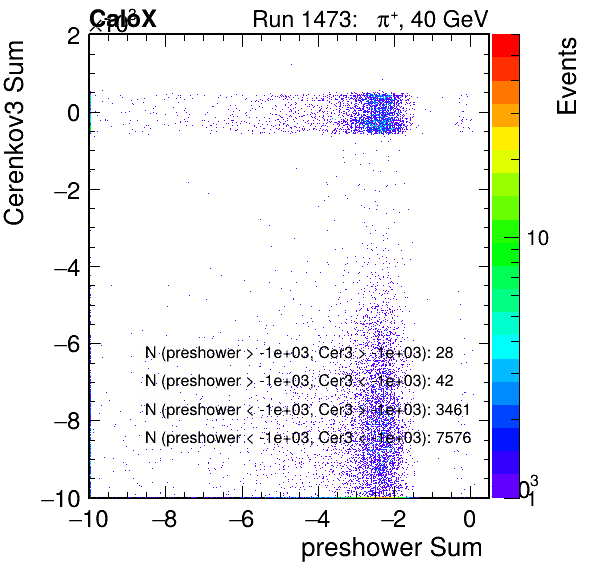 ×10³
CaloX
Run 1473: π⁺, 40 GeV
Cerenkov3 Sum
Events
2
0
−2
−4
−6
−8
−10
10
1
N (preshower > -1e+03, Cer3 > -1e+03): 28
N (preshower > -1e+03, Cer3 < -1e+03): 42
N (preshower < -1e+03, Cer3 > -1e+03): 3461
N (preshower < -1e+03, Cer3 < -1e+03): 7576
−10 −8 −6 −4 −2 0
preshower Sum